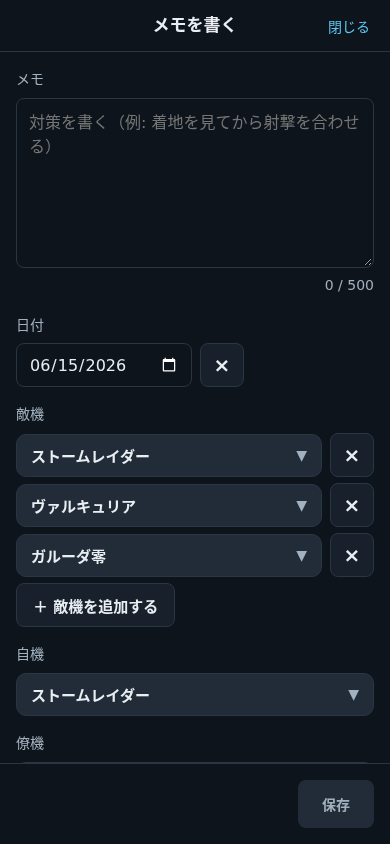 メモを書く
閉じる
メモ
対策を書く（例: 着地を見てから射撃を合わせ
る）
0 / 500
日付
06/15/2026
×
敵機
ストームレイダー ▼ ×
ヴァルキュリア ▼ ×
ガルーダ零 ▼ ×
＋ 敵機を追加する
自機
ストームレイダー ▼
僚機
保存